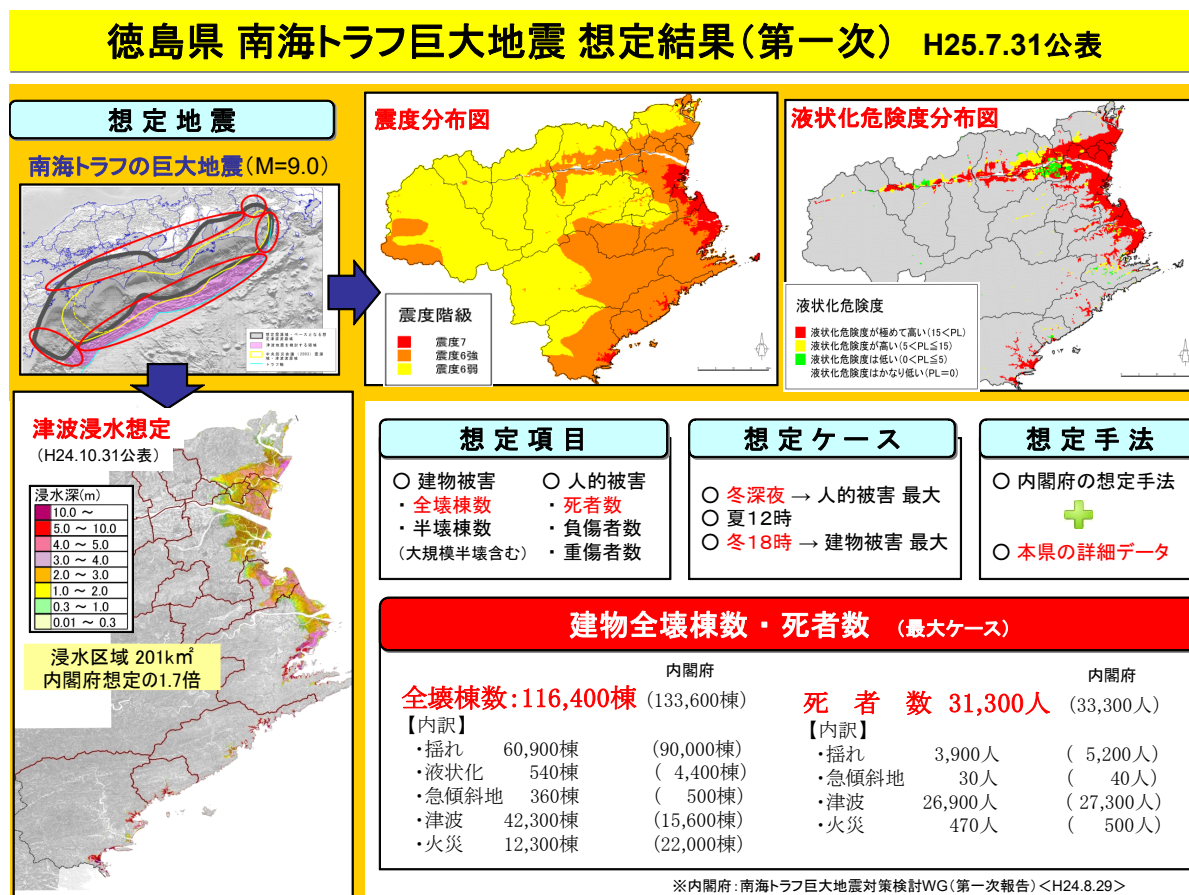 徳島県 南海トラフ巨大地震 想定結果(第一次) H25.7.31公表
想定地震
南海トラフの巨大地震(M=9.0)
震度分布図
震度階級
震度7
震度6強
震度6弱
液状化危険度分布図
液状化危険度
液状化危険度が極めて高い(15<PL)
液状化危険度が高い(5<PL≦15)
液状化危険度は低い(0<PL≦5)
液状化危険度はかなり低い(PL=0)
津波浸水想定
(H24.10.31公表)
浸水深(m)
10.0 ~
5.0 ~ 10.0
4.0 ~ 5.0
3.0 ~ 4.0
2.0 ~ 3.0
1.0 ~ 2.0
0.3 ~ 1.0
0.01 ~ 0.3
浸水区域 201k㎡
内閣府想定の1.7倍
想定項目
○ 建物被害
・全壊棟数
・半壊棟数
(大規模半壊含む)
○ 人的被害
・死者数
・負傷者数
・重傷者数
想定ケース
○ 冬深夜 → 人的被害 最大
○ 夏12時
○ 冬18時 → 建物被害 最大
想定手法
○ 内閣府の想定手法
○ 本県の詳細データ
建物全壊棟数・死者数 (最大ケース)
内閣府
全壊棟数:116,400棟 (133,600棟)
【内訳】
・揺れ 60,900棟 (90,000棟)
・液状化 540棟 ( 4,400棟)
・急傾斜地 360棟 ( 500棟)
・津波 42,300棟 (15,600棟)
・火災 12,300棟 (22,000棟)
内閣府
死 者 数 31,300人 (33,300人)
【内訳】
・揺れ 3,900人 ( 5,200人)
・急傾斜地 30人 ( 40人)
・津波 26,900人 ( 27,300人)
・火災 470人 ( 500人)
※内閣府:南海トラフ巨大地震対策検討WG(第一次報告)<H24.8.29>